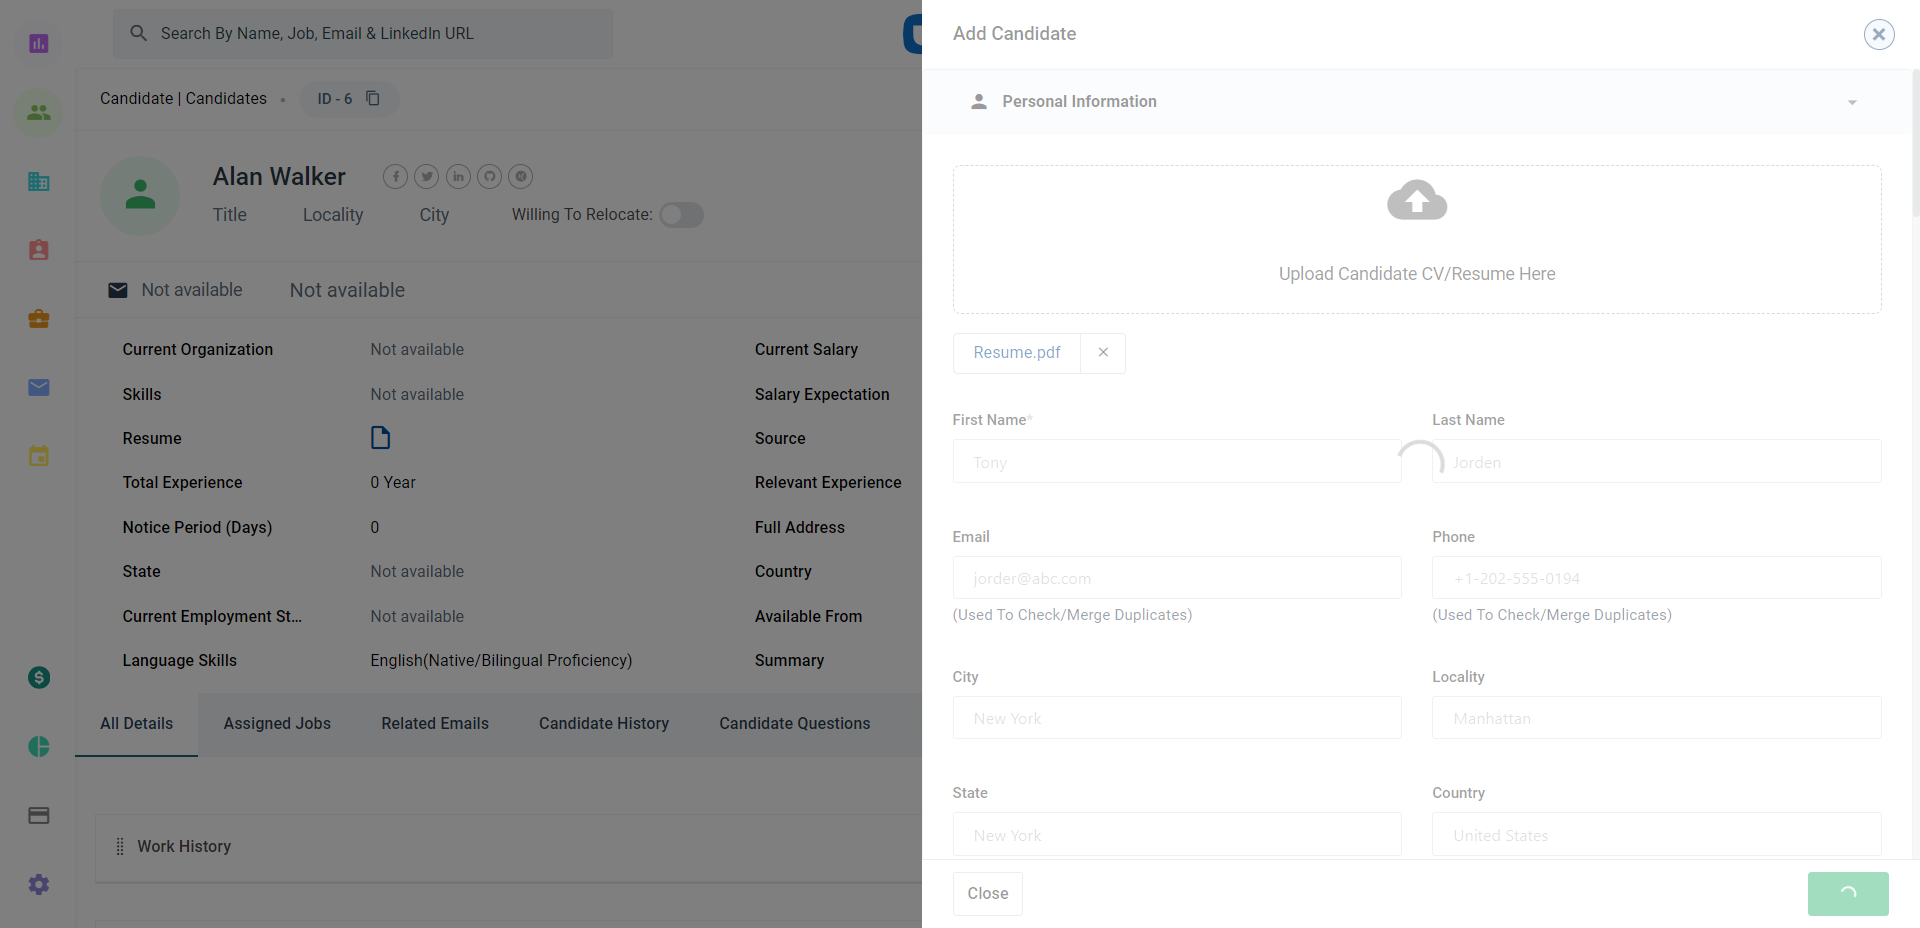 Search By Name, Job, Email & LinkedIn URL
Candidate | Candidates
ID - 6
Alan Walker
Title
Locality
City
Willing To Relocate:
Not available
Not available
Current Organization
Not available
Current Salary
Skills
Not available
Salary Expectation
Resume
Source
Total Experience
0 Year
Relevant Experience
Notice Period (Days)
0
Full Address
State
Not available
Country
Current Employment St...
Not available
Available From
Language Skills
English(Native/Bilingual Proficiency)
Summary
All Details
Assigned Jobs
Related Emails
Candidate History
Candidate Questions
Work History
Add Candidate
Personal Information
Upload Candidate CV/Resume Here
Resume.pdf
First Name*
Last Name
Tony
Jorden
Email
Phone
jorder@abc.com
+1-202-555-0194
(Used To Check/Merge Duplicates)
(Used To Check/Merge Duplicates)
City
Locality
New York
Manhattan
State
Country
New York
United States
Close